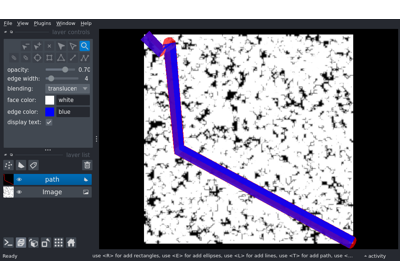 File View Plugins Window Help
layer controls
opacity: 0.70
edge width: 4
blending: translucen
face color: white
edge color: blue
display text:
layer list
path
Image
Ready use <R> for add rectangles, use <E> for add ellipses, use <L> for add lines, use <T> for add path, use <... activity